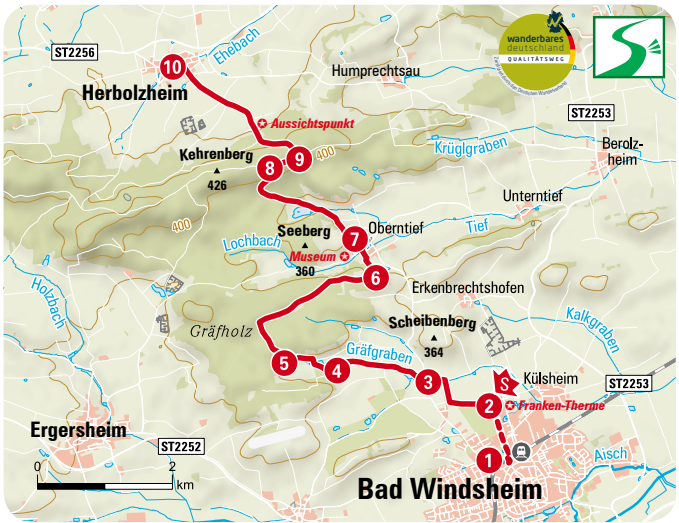 wanderbares
deutschland
QUALITÄTSWEG
ST2256
Ehebach
10
Herbolzheim
Humprechtsau
ST2253
Aussichtspunkt
Kehrenberg
426
8
9
400
Krüglgraben
Berolz-
heim
Unterntief
400
Seeberg
360
Lochbach
Museum
7
Oberntief
Tief
6
Holzbach
Erkenbrechtshofen
Kalkgraben
Gräfholz
Scheibenberg
364
Gräfgraben
5
4
3
S
Külsheim
ST2253
2
Franken-Therme
Ergersheim
ST2252
1
Aisch
0
2
km
Bad Windsheim